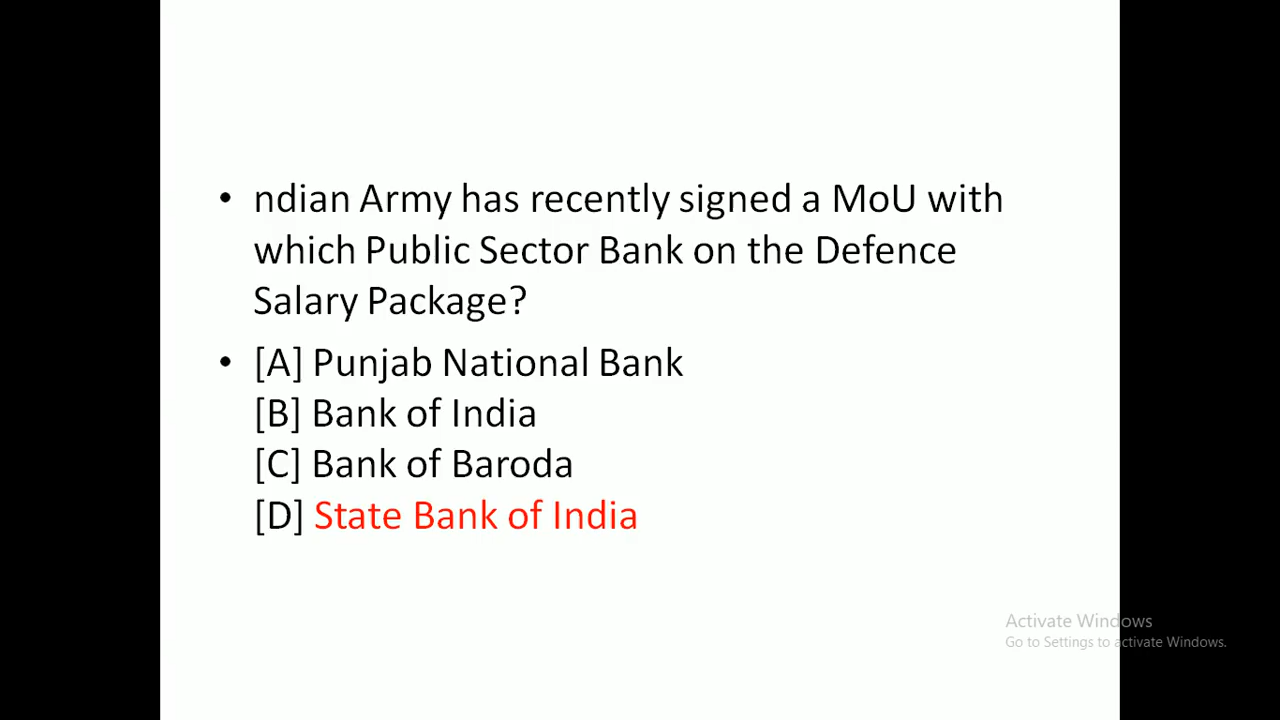 • ndian Army has recently signed a MoU with
which Public Sector Bank on the Defence
Salary Package?
• [A] Punjab National Bank
[B] Bank of India
[C] Bank of Baroda
[D] State Bank of India
Activate Windows
Go to Settings to activate Windows.